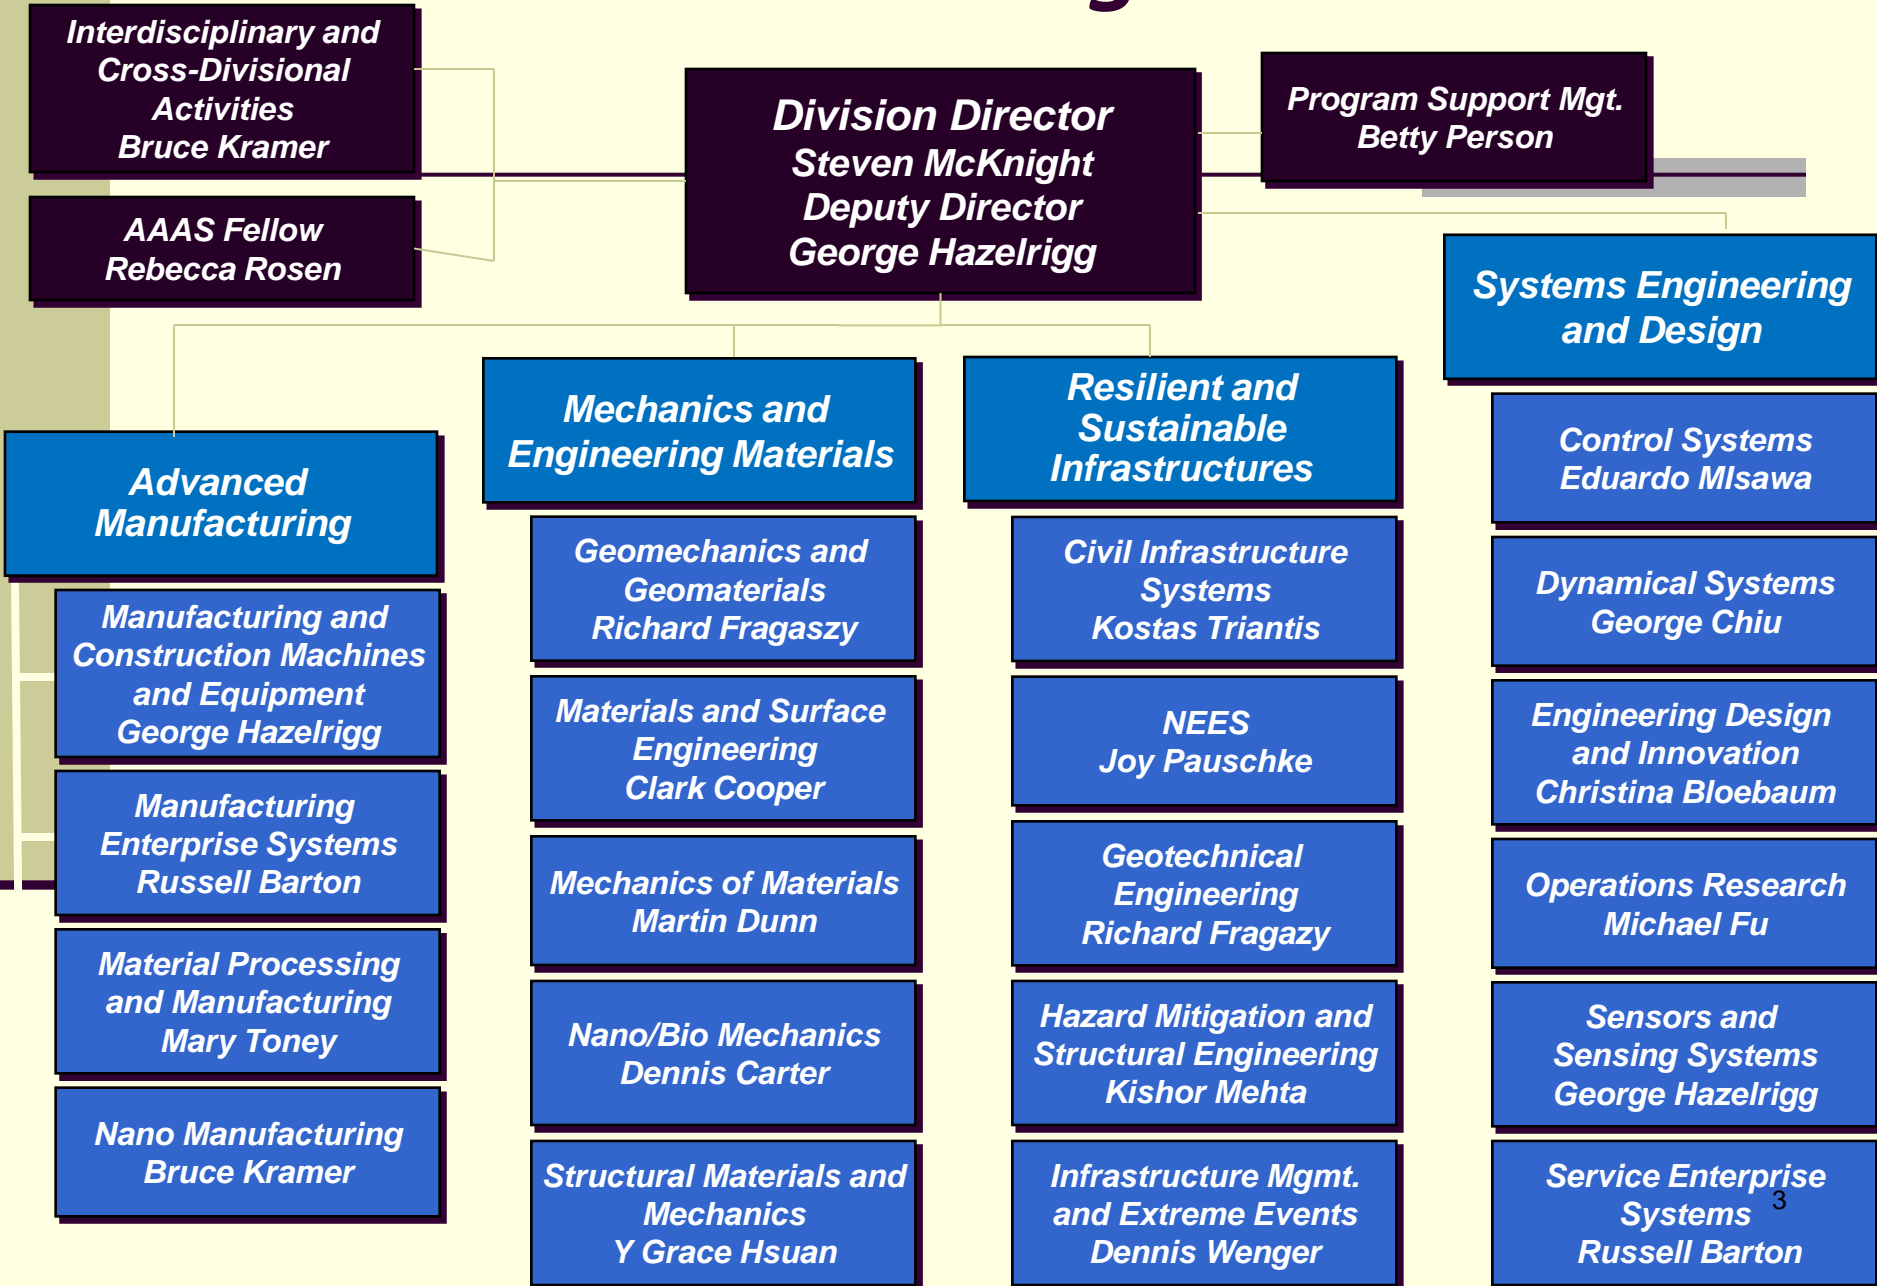 Interdisciplinary and
Cross-Divisional
Activities
Bruce Kramer
AAAS Fellow
Rebecca Rosen
Division Director
Steven McKnight
Deputy Director
George Hazelrigg
Program Support Mgt.
Betty Person
Advanced
Manufacturing
Manufacturing and
Construction Machines
and Equipment
George Hazelrigg
Manufacturing
Enterprise Systems
Russell Barton
Material Processing
and Manufacturing
Mary Toney
Nano Manufacturing
Bruce Kramer
Mechanics and
Engineering Materials
Geomechanics and
Geomaterials
Richard Fragaszy
Materials and Surface
Engineering
Clark Cooper
Mechanics of Materials
Martin Dunn
Nano/Bio Mechanics
Dennis Carter
Structural Materials and
Mechanics
Y Grace Hsuan
Resilient and
Sustainable
Infrastructures
Civil Infrastructure
Systems
Kostas Triantis
NEES
Joy Pauschke
Geotechnical
Engineering
Richard Fragazy
Hazard Mitigation and
Structural Engineering
Kishor Mehta
Infrastructure Mgmt.
and Extreme Events
Dennis Wenger
Systems Engineering
and Design
Control Systems
Eduardo MIsawa
Dynamical Systems
George Chiu
Engineering Design
and Innovation
Christina Bloebaum
Operations Research
Michael Fu
Sensors and
Sensing Systems
George Hazelrigg
Service Enterprise
Systems
Russell Barton
3